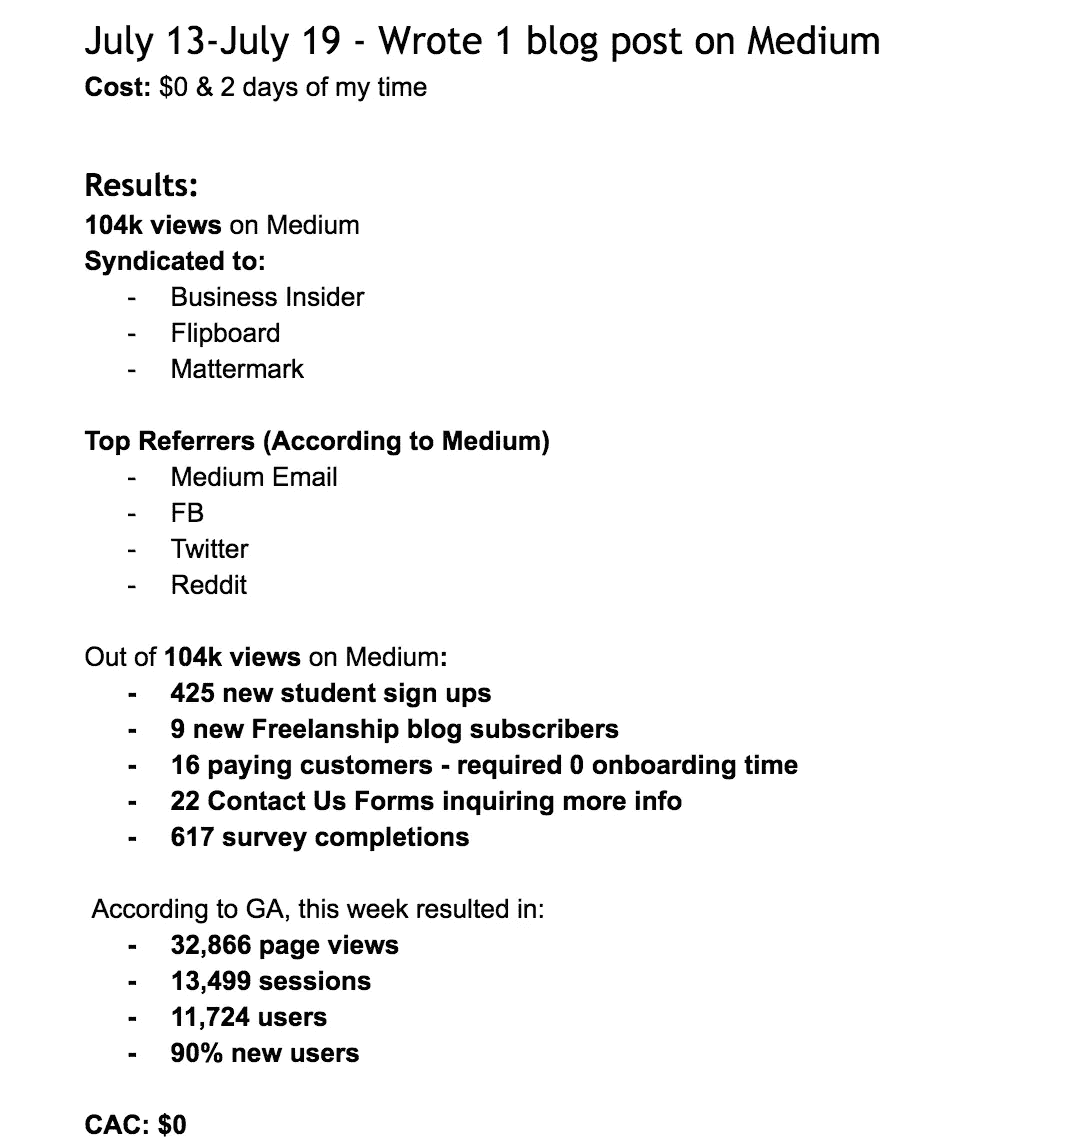 July 13-July 19 - Wrote 1 blog post on Medium
Cost: $0 & 2 days of my time
Results:
104k views on Medium
Syndicated to:
- Business Insider
- Flipboard
- Mattermark
Top Referrers (According to Medium)
- Medium Email
- FB
- Twitter
- Reddit
Out of 104k views on Medium:
- 425 new student sign ups
- 9 new Freelanship blog subscribers
- 16 paying customers - required 0 onboarding time
- 22 Contact Us Forms inquiring more info
- 617 survey completions
According to GA, this week resulted in:
- 32,866 page views
- 13,499 sessions
- 11,724 users
- 90% new users
CAC: $0